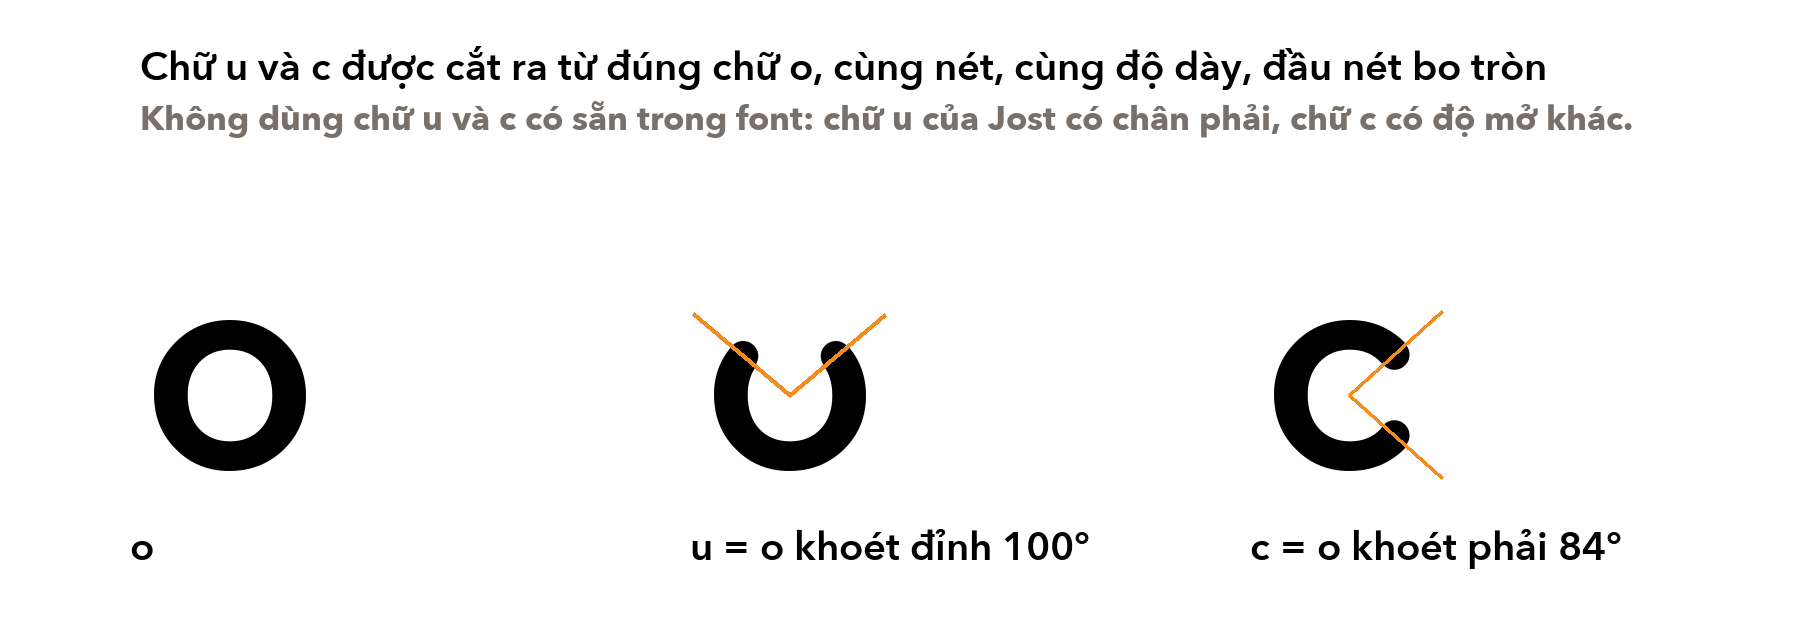 Chữ u và c được cắt ra từ đúng chữ o, cùng nét, cùng độ dày, đầu nét bo tròn
Không dùng chữ u và c có sẵn trong font: chữ u của Jost có chân phải, chữ c có độ mở khác.
o u c
o
u = o khoét đỉnh 100°
c = o khoét phải 84°